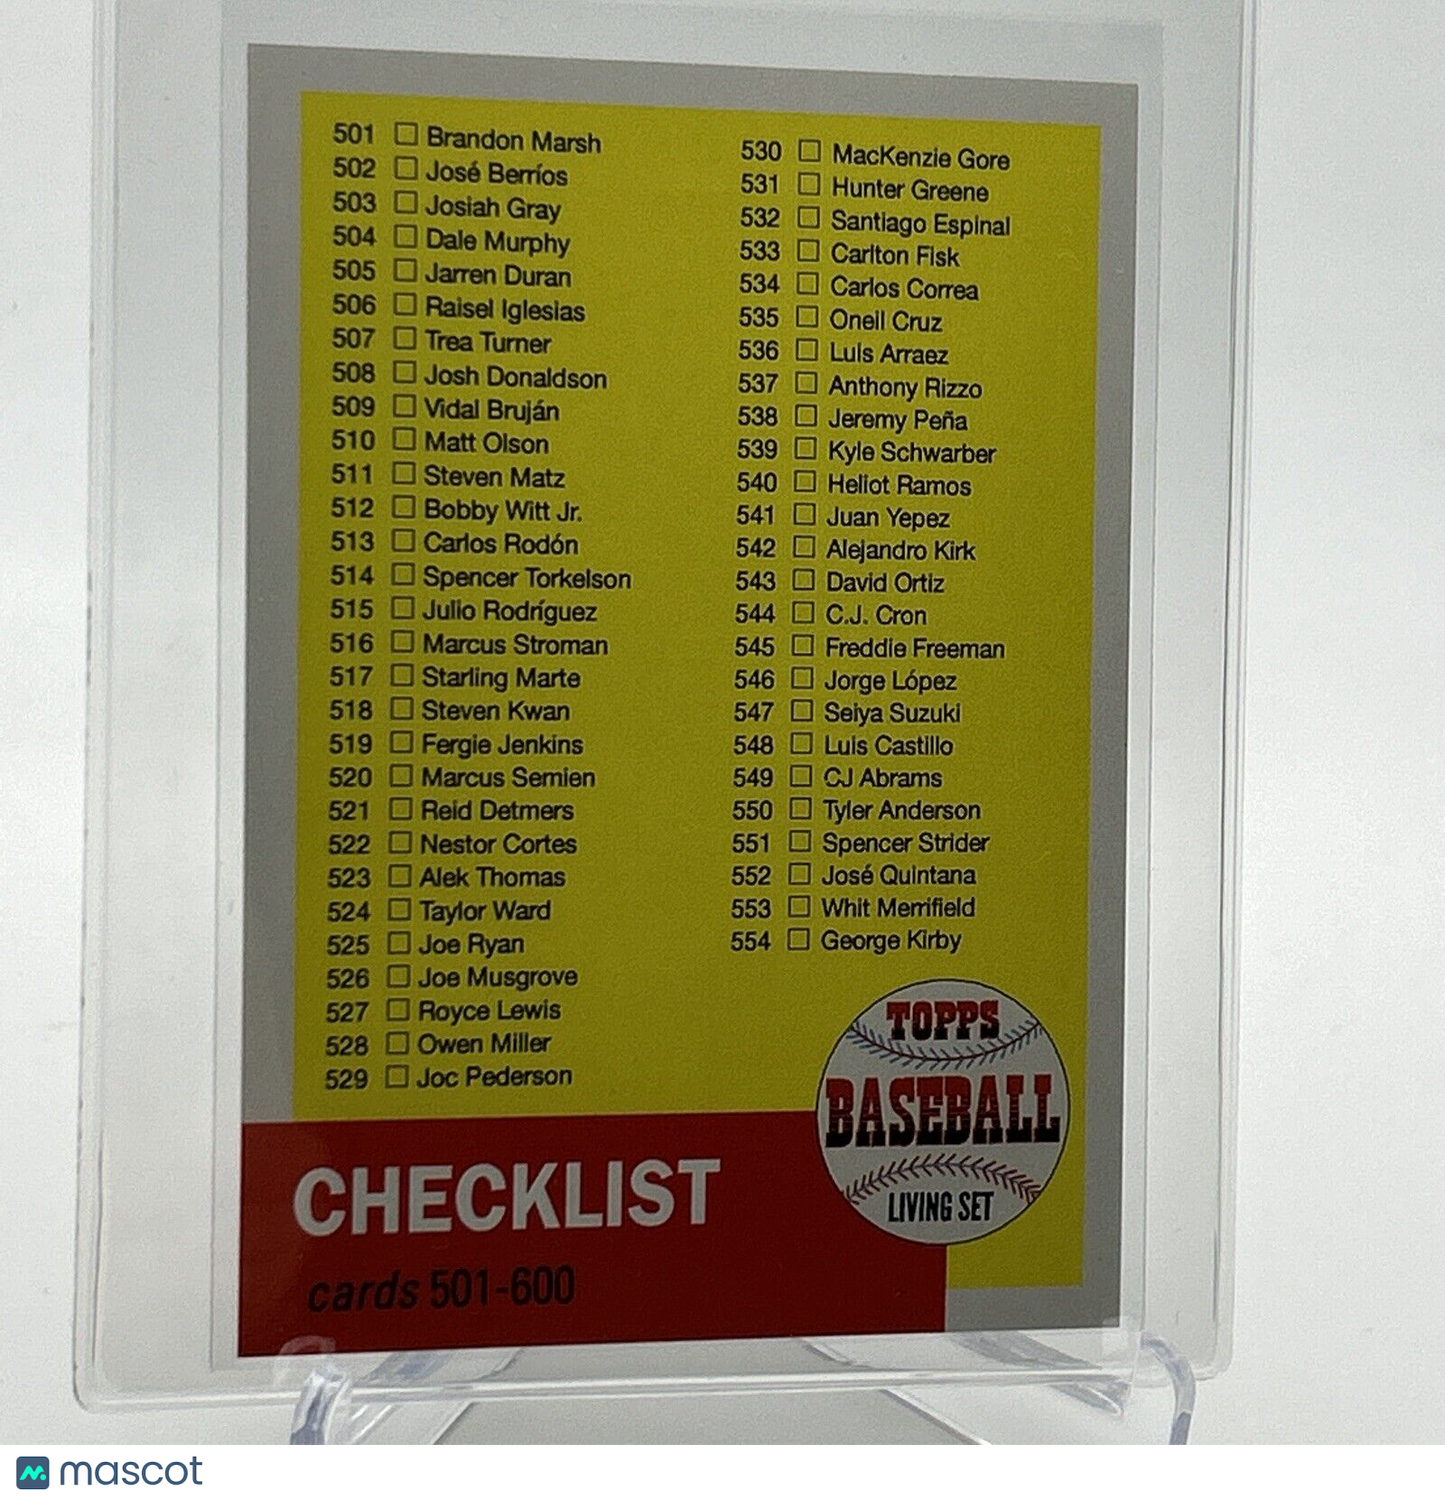 501 Brandon Marsh
502 José Berríos
503 Josiah Gray
504 Dale Murphy
505 Jarren Duran
506 Raisel Iglesias
507 Trea Turner
508 Josh Donaldson
509 Vidal Bruján
510 Matt Olson
511 Steven Matz
512 Bobby Witt Jr.
513 Carlos Rodón
514 Spencer Torkelson
515 Julio Rodríguez
516 Marcus Stroman
517 Starling Marte
518 Steven Kwan
519 Fergie Jenkins
520 Marcus Semien
521 Reid Detmers
522 Nestor Cortes
523 Alek Thomas
524 Taylor Ward
525 Joe Ryan
526 Joe Musgrove
527 Royce Lewis
528 Owen Miller
529 Joc Pederson
530 MacKenzie Gore
531 Hunter Greene
532 Santiago Espinal
533 Carlton Fisk
534 Carlos Correa
535 Oneil Cruz
536 Luis Arraez
537 Anthony Rizzo
538 Jeremy Peña
539 Kyle Schwarber
540 Heliot Ramos
541 Juan Yepez
542 Alejandro Kirk
543 David Ortiz
544 C.J. Cron
545 Freddie Freeman
546 Jorge López
547 Seiya Suzuki
548 Luis Castillo
549 CJ Abrams
550 Tyler Anderson
551 Spencer Strider
552 José Quintana
553 Whit Merrifield
554 George Kirby
TOPPS
BASEBALL
LIVING SET
CHECKLIST
cards 501-600
mascot